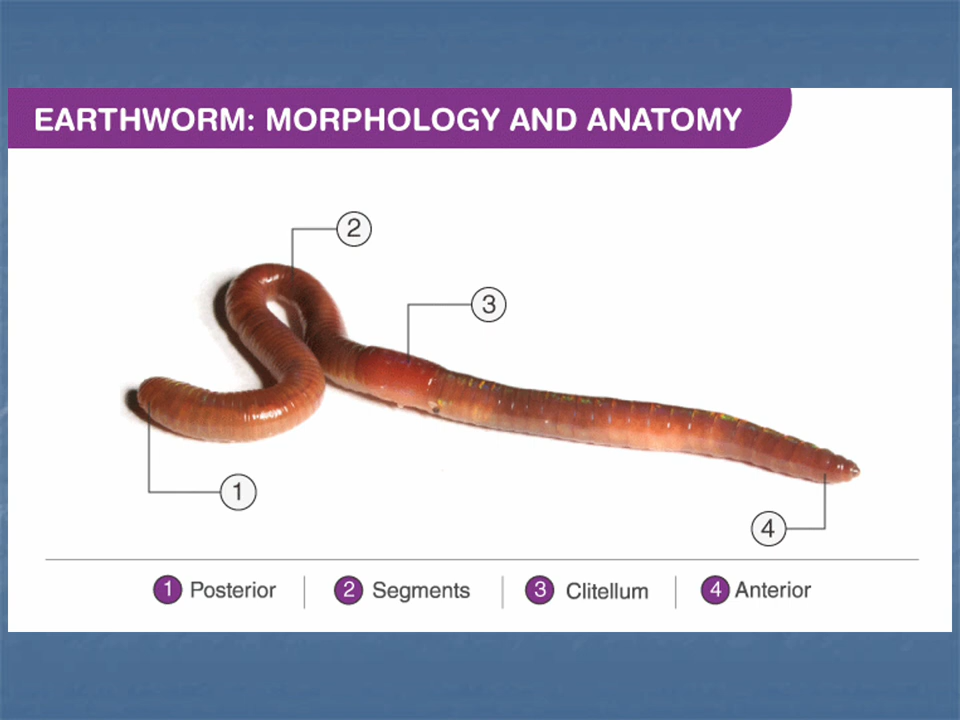 EARTHWORM: MORPHOLOGY AND ANATOMY
2
3
1
4
1 Posterior 2 Segments 3 Clitellum 4 Anterior